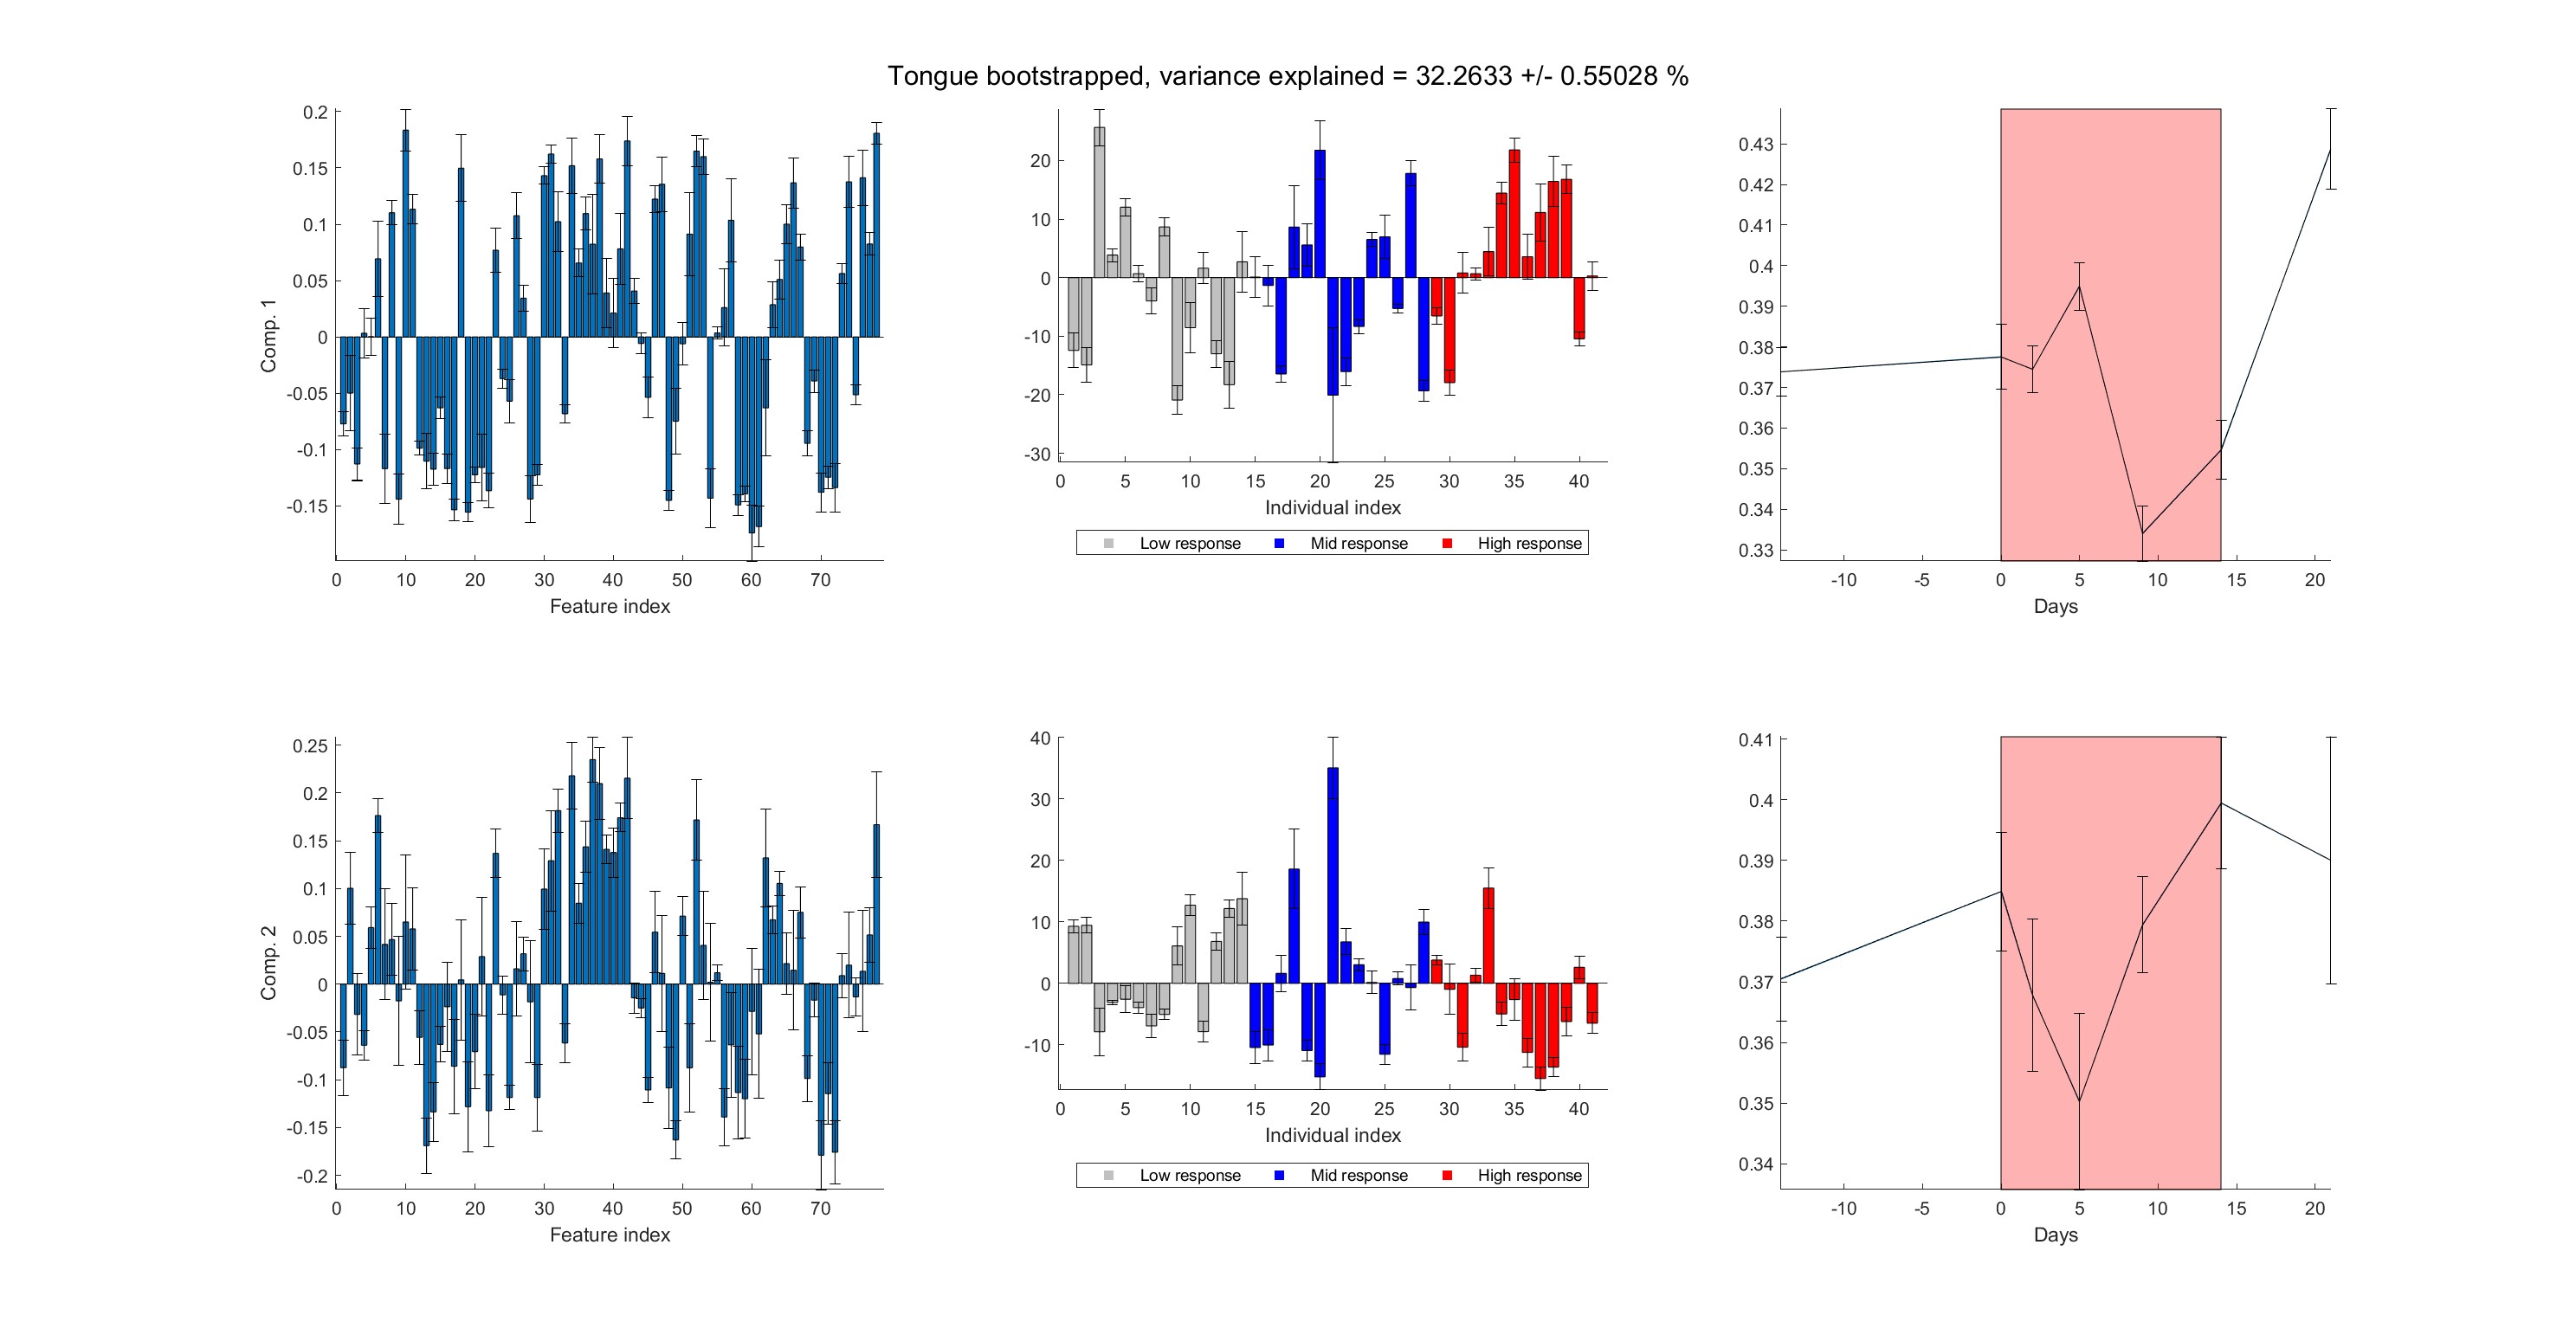 Tongue bootstrapped, variance explained = 32.2633 +/- 0.55028 %
Comp. 1
0.2
0.15
0.1
0.05
0
-0.05
-0.1
-0.15
0 10 20 30 40 50 60 70
Feature index
20
10
0
-10
-20
-30
0 5 10 15 20 25 30 35 40
Individual index
Low response Mid response High response
0.43
0.42
0.41
0.4
0.39
0.38
0.37
0.36
0.35
0.34
0.33
-10 -5 0 5 10 15 20
Days
Comp. 2
0.25
0.2
0.15
0.1
0.05
0
-0.05
-0.1
-0.15
-0.2
0 10 20 30 40 50 60 70
Feature index
40
30
20
10
0
-10
0 5 10 15 20 25 30 35 40
Individual index
Low response Mid response High response
0.41
0.4
0.39
0.38
0.37
0.36
0.35
0.34
-10 -5 0 5 10 15 20
Days